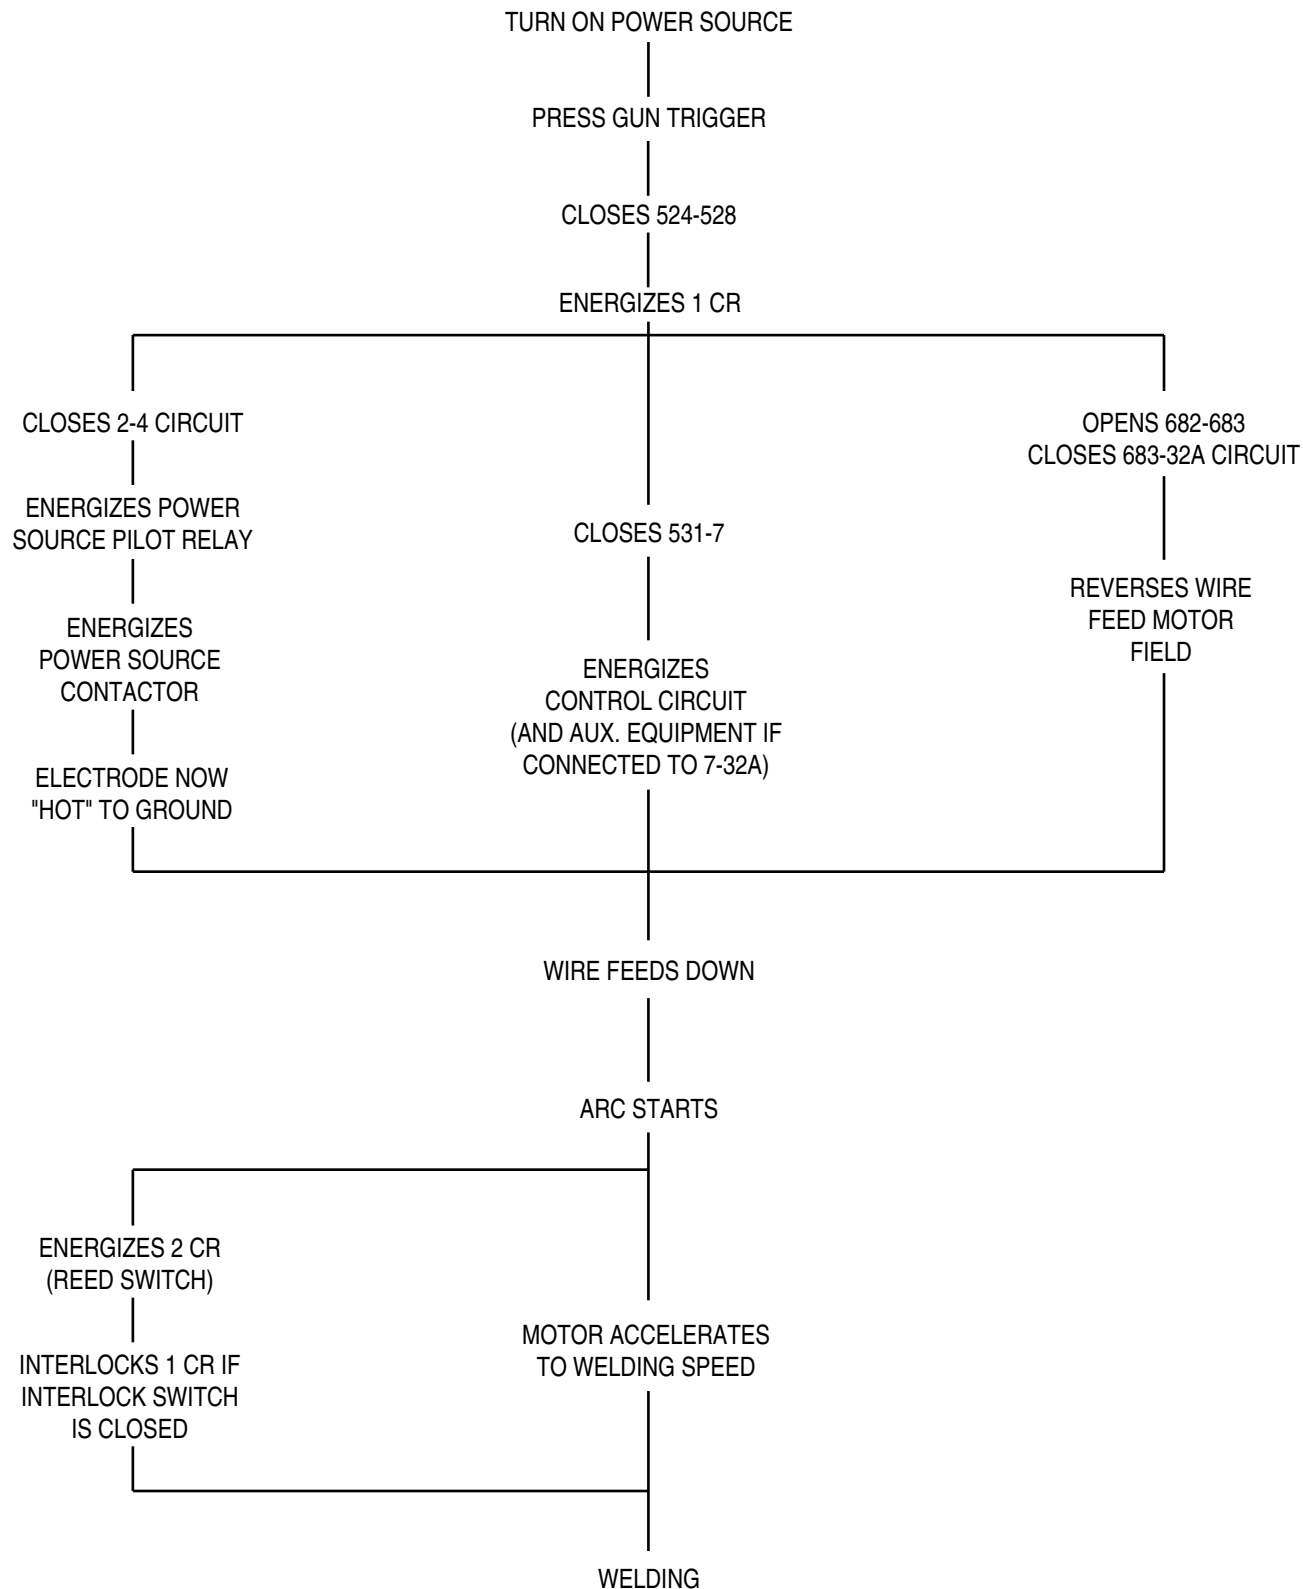 TURN ON POWER SOURCE
PRESS GUN TRIGGER
CLOSES 524-528
ENERGIZES 1 CR
CLOSES 2-4 CIRCUIT
ENERGIZES POWER
SOURCE PILOT RELAY
ENERGIZES
POWER SOURCE
CONTACTOR
ELECTRODE NOW
"HOT" TO GROUND
CLOSES 531-7
ENERGIZES
CONTROL CIRCUIT
(AND AUX. EQUIPMENT IF
CONNECTED TO 7-32A)
OPENS 682-683
CLOSES 683-32A CIRCUIT
REVERSES WIRE
FEED MOTOR
FIELD
WIRE FEEDS DOWN
ARC STARTS
ENERGIZES 2 CR
(REED SWITCH)
INTERLOCKS 1 CR IF
INTERLOCK SWITCH
IS CLOSED
MOTOR ACCELERATES
TO WELDING SPEED
WELDING